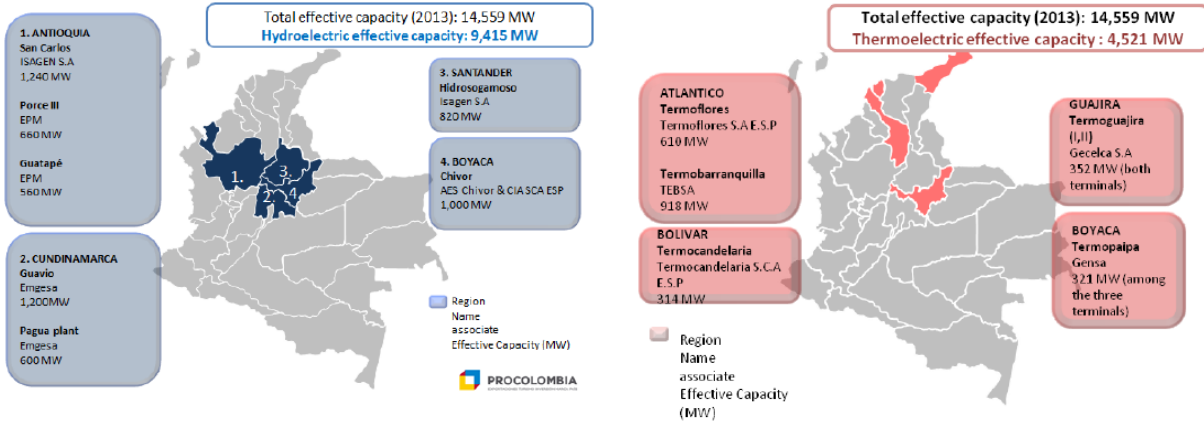 Total effective capacity (2013): 14,559 MW
Hydroelectric effective capacity: 9,415 MW
1. ANTIOQUIA
San Carlos
ISAGEN S.A
1,240 MW
Porce III
EPM
660 MW
Guatapé
EPM
560 MW
2. CUNDINAMARCA
Guavio
Emgesa
1,200MW
Pagua plant
Emgesa
600 MW
1.
2.
3.
4
3. SANTANDER
Hidrosogamoso
Isagen S.A
820 MW
4. BOYACA
Chivor
AES Chivor & CIA SCA ESP
1,000 MW
Region
Name
associate
Effective Capacity (MW)
PROCOLOMBIA
Total effective capacity (2013): 14,559 MW
Thermoelectric effective capacity : 4,521 MW
ATLANTICO
Termoflores
Termoflores S.A E.S.P
610 MW
Termobarranquilla
TEBSA
918 MW
BOLIVAR
Termocandelaria
Termocandelaria S.C.A
E.S.P
314 MW
GUAJIRA
Termoguajira
(I,II)
Gecelca S.A
352 MW (both
terminals)
BOYACA
Termopaipa
Gensa
321 MW (among
the three
terminals)
Region
Name
associate
Effective Capacity
(MW)